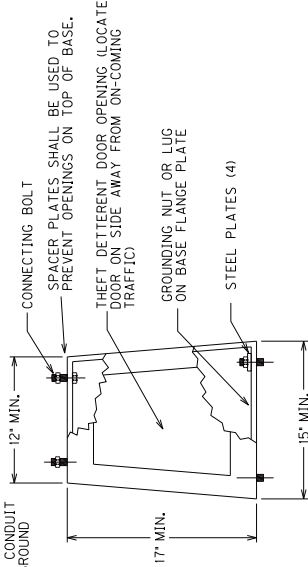 CONDUIT
12" MIN.
CONNECTING BOLT
SPACER PLATES SHALL BE USED TO
PREVENT OPENINGS ON TOP OF BASE.
THEFT DETTERENT DOOR OPENING (LOCATE
DOOR ON SIDE AWAY FROM ON-COMING
TRAFFIC)
GROUNDING NUT OR LUG
ON BASE FLANGE PLATE
STEEL PLATES (4)
17" MIN.
15" MIN.